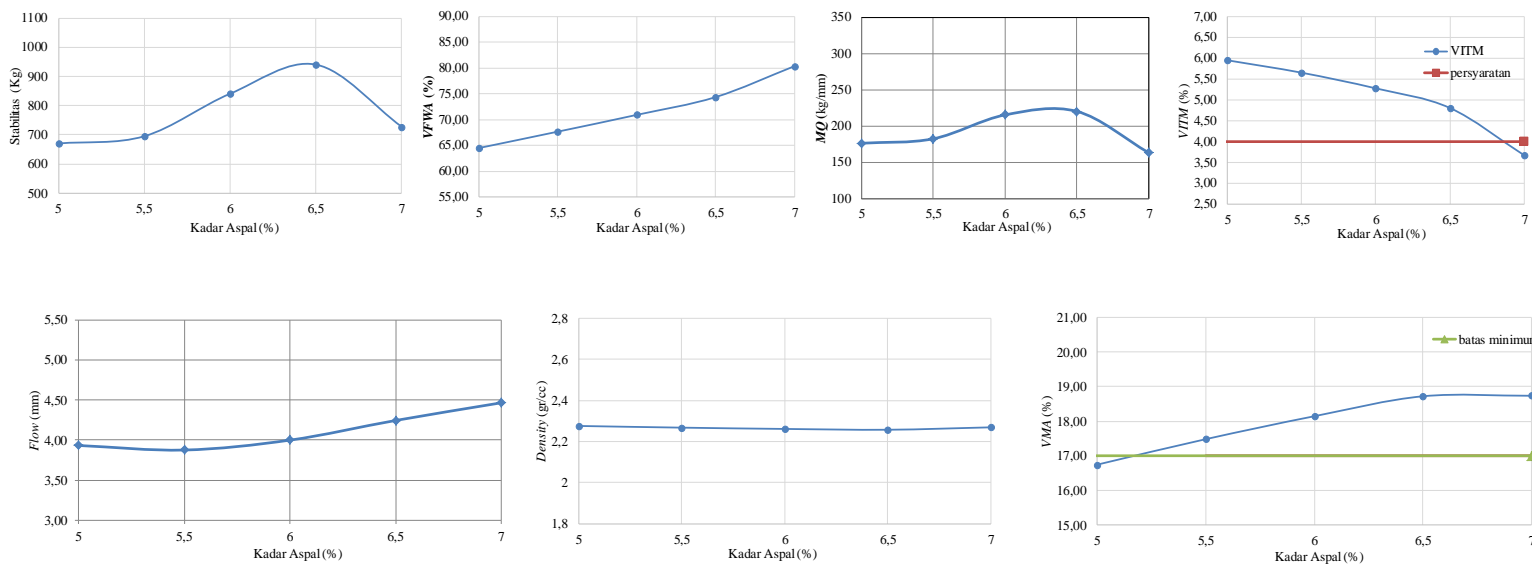 Stabilitas (Kg)
1100
1000
900
800
700
600
500
5 5,5 6 6,5 7
Kadar Aspal (%)
VFWA (%)
90,00
85,00
80,00
75,00
70,00
65,00
60,00
55,00
5 5,5 6 6,5 7
Kadar Aspal (%)
MQ (kg/mm)
350
300
250
200
150
100
5 5,5 6 6,5 7
Kadar Aspal (%)
VITM (%)
7,00
6,50
6,00
5,50
5,00
4,50
4,00
3,50
3,00
2,50
VITM
persyaratan
5 5,5 6 6,5 7
Kadar Aspal (%)
Flow (mm)
5,50
5,00
4,50
4,00
3,50
3,00
5 5,5 6 6,5 7
Kadar Aspal (%)
Density (gr/cc)
2,8
2,6
2,4
2,2
2
1,8
5 5,5 6 6,5 7
Kadar Aspal (%)
VMA (%)
21,00
20,00
19,00
18,00
17,00
16,00
15,00
batas minimum
5 5,5 6 6,5 7
Kadar Aspal (%)